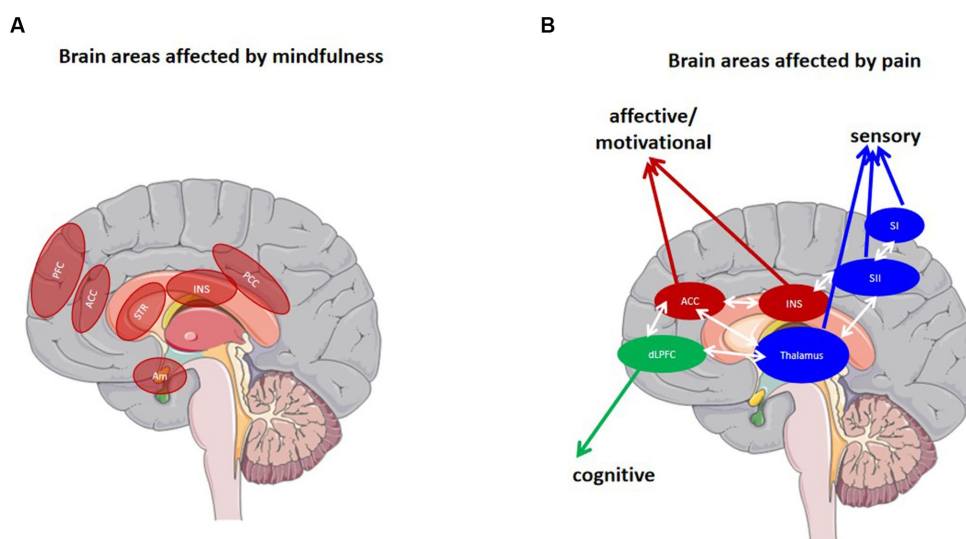 A
Brain areas affected by mindfulness
PFC
ACC
STR
INS
PCC
Am
B
Brain areas affected by pain
affective/
motivational
sensory
SI
SII
ACC
INS
dLPFC
Thalamus
cognitive